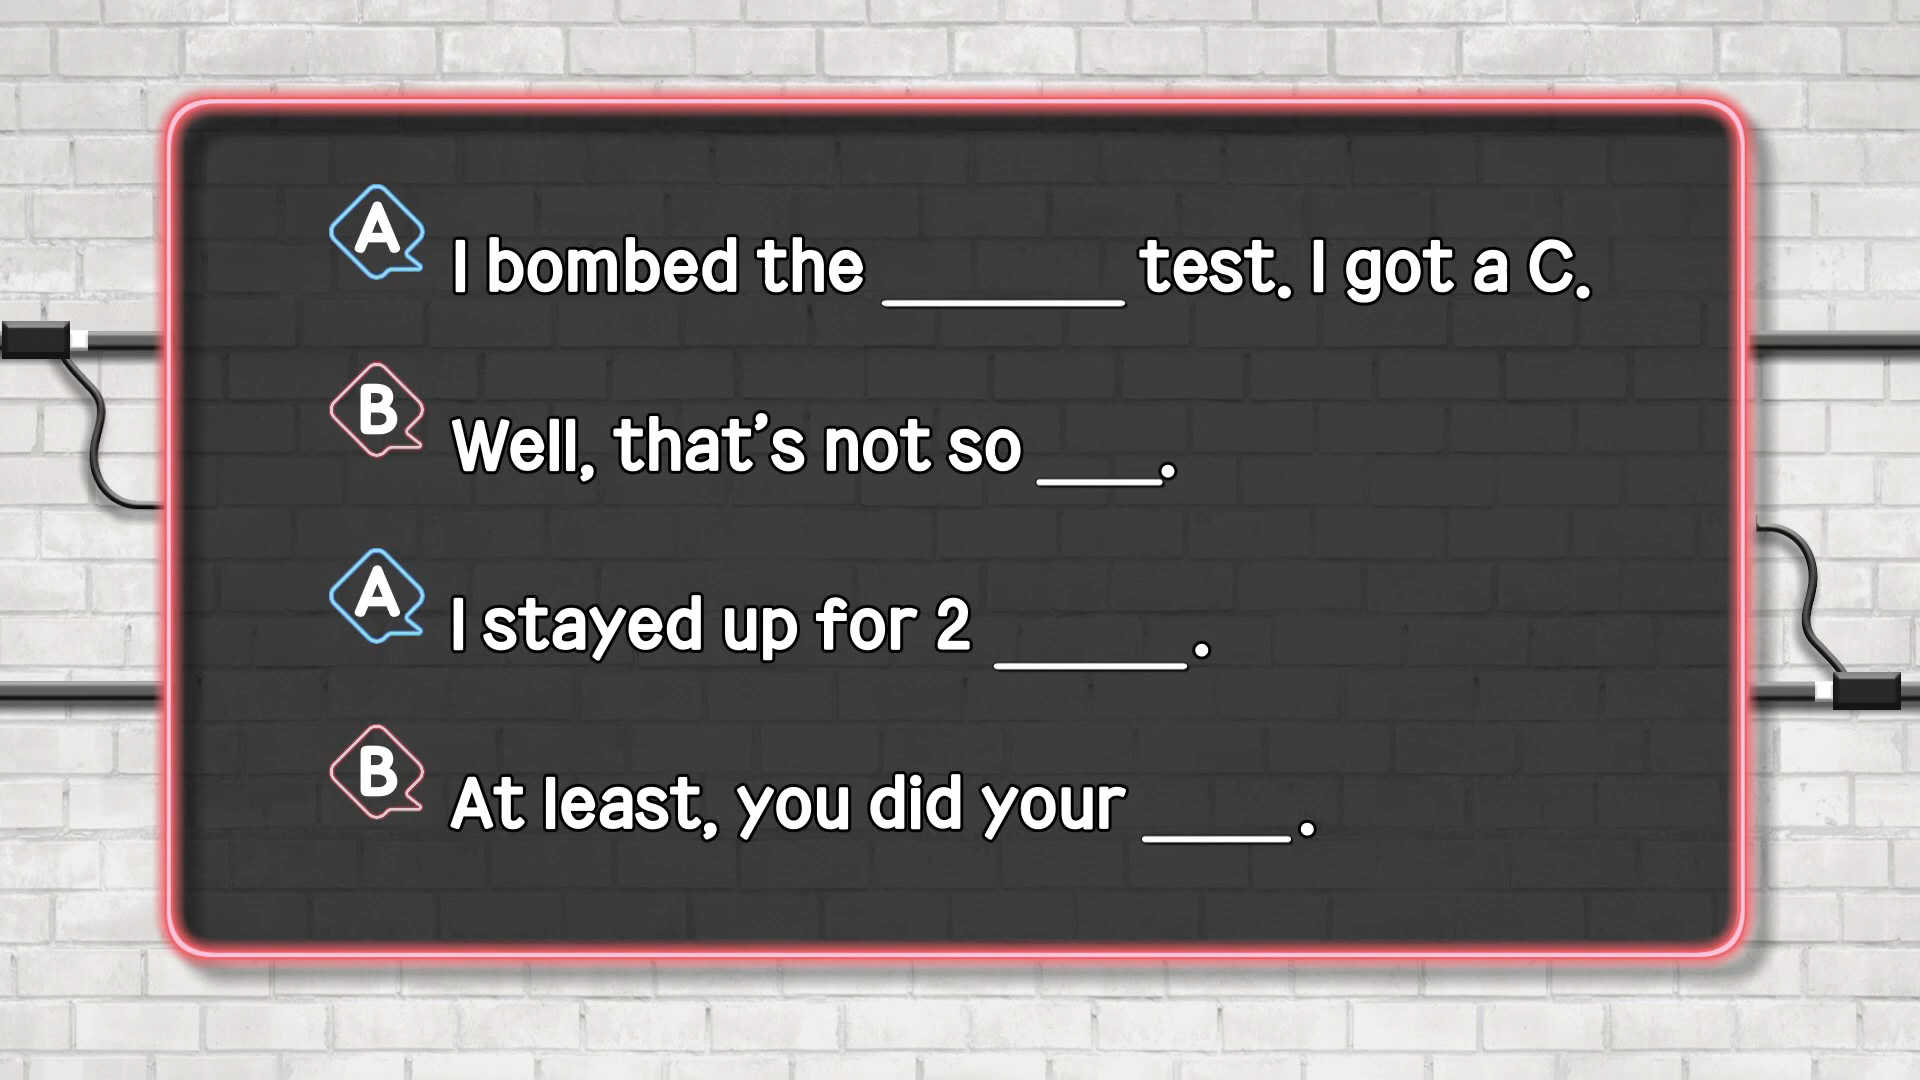 A I bombed the ________ test. I got a C.
B Well, that's not so ____.
A I stayed up for 2 ______.
B At least, you did your _____.